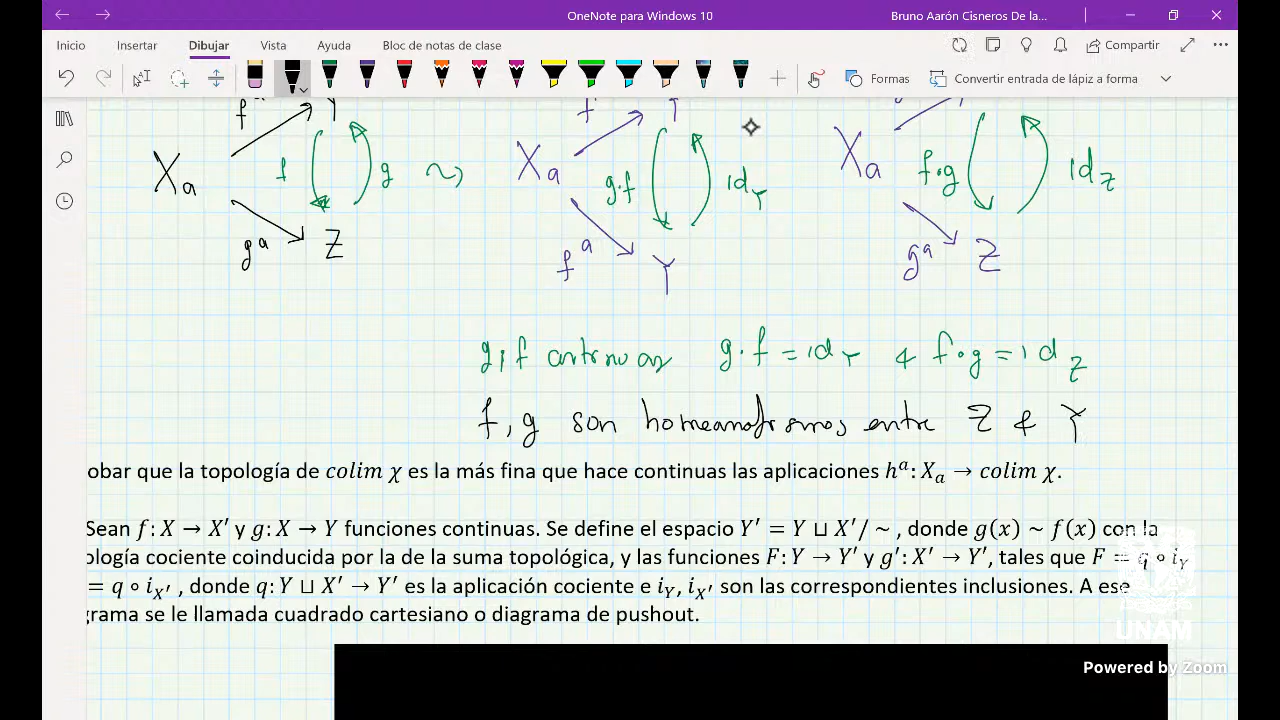 OneNote para Windows 10
Bruno Aarón Cisneros De la...
Inicio Insertar Dibujar Vista Ayuda Bloc de notas de clase Compartir
Formas Convertir entrada de lápiz a forma
f^a Y f Y
X_a f g X_a g·f id_Y X_a f∘g id_Z
g^a Z f^a Y g^a Z
g, f continuas g·f = id_Y & f∘g = id_Z
f, g son homeomorfismos entre Z & Y
obar que la topología de colim χ es la más fina que hace continuas las aplicaciones h^a: X_a → colim χ.
Sean f: X → X' y g: X → Y funciones continuas. Se define el espacio Y' = Y ⊔ X'/~ , donde g(x) ~ f(x) con la
ología cociente coinducida por la de la suma topológica, y las funciones F: Y → Y' y g': X' → Y', tales que F = q ∘ i_Y
= q ∘ i_X' , donde q: Y ⊔ X' → Y' es la aplicación cociente e i_Y, i_X' son las correspondientes inclusiones. A ese
grama se le llamada cuadrado cartesiano o diagrama de pushout.
UNAM
Powered by Zoom